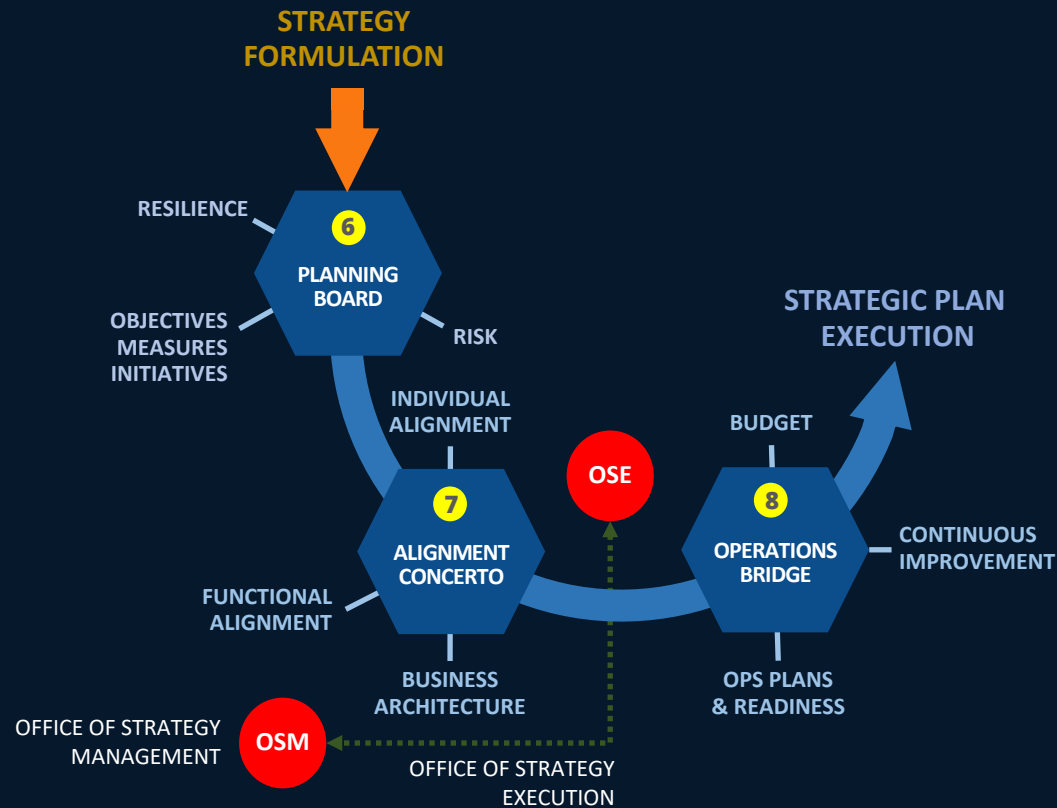 STRATEGY
FORMULATION
RESILIENCE
6
PLANNING
BOARD
OBJECTIVES
MEASURES
INITIATIVES
RISK
STRATEGIC PLAN
EXECUTION
INDIVIDUAL
ALIGNMENT
BUDGET
OSE
7
ALIGNMENT
CONCERTO
8
OPERATIONS
BRIDGE
CONTINUOUS
IMPROVEMENT
FUNCTIONAL
ALIGNMENT
BUSINESS
ARCHITECTURE
OPS PLANS
& READINESS
OFFICE OF STRATEGY
MANAGEMENT
OSM
OFFICE OF STRATEGY
EXECUTION